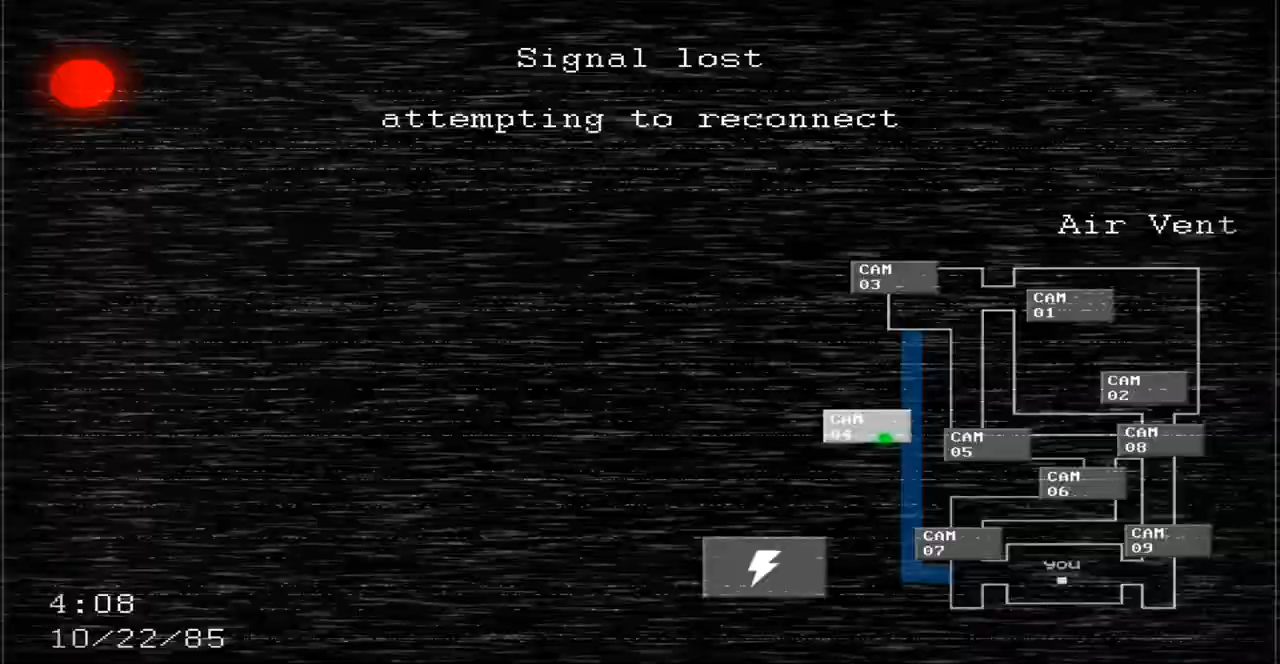 Signal lost
attempting to reconnect
Air Vent
CAM
03
CAM
01
CAM
02
CAM
04
CAM
05
CAM
08
CAM
06
CAM
07
CAM
09
you
4:08
10/22/85